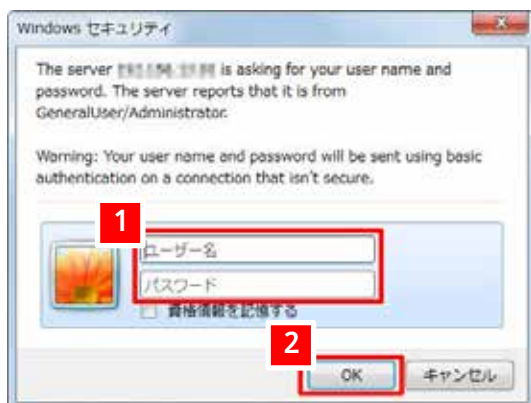 Windows セキュリティ
The server is asking for your user name and
password. The server reports that it is from
GeneralUser/Administrator.
Warning: Your user name and password will be sent using basic
authentication on a connection that isn't secure.
1
ユーザー名
パスワード
資格情報を記憶する
2
OK
キャンセル